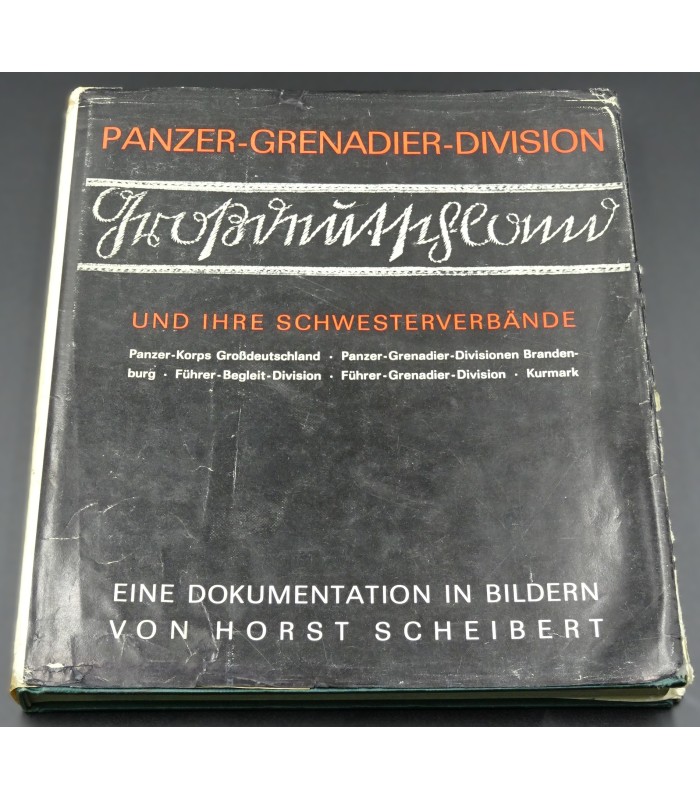 PANZER-GRENADIER-DIVISION
Großdeutschland
UND IHRE SCHWESTERVERBÄNDE
Panzer-Korps Großdeutschland · Panzer-Grenadier-Divisionen Branden-
burg · Führer-Begleit-Division · Führer-Grenadier-Division · Kurmark
EINE DOKUMENTATION IN BILDERN
VON HORST SCHEIBERT